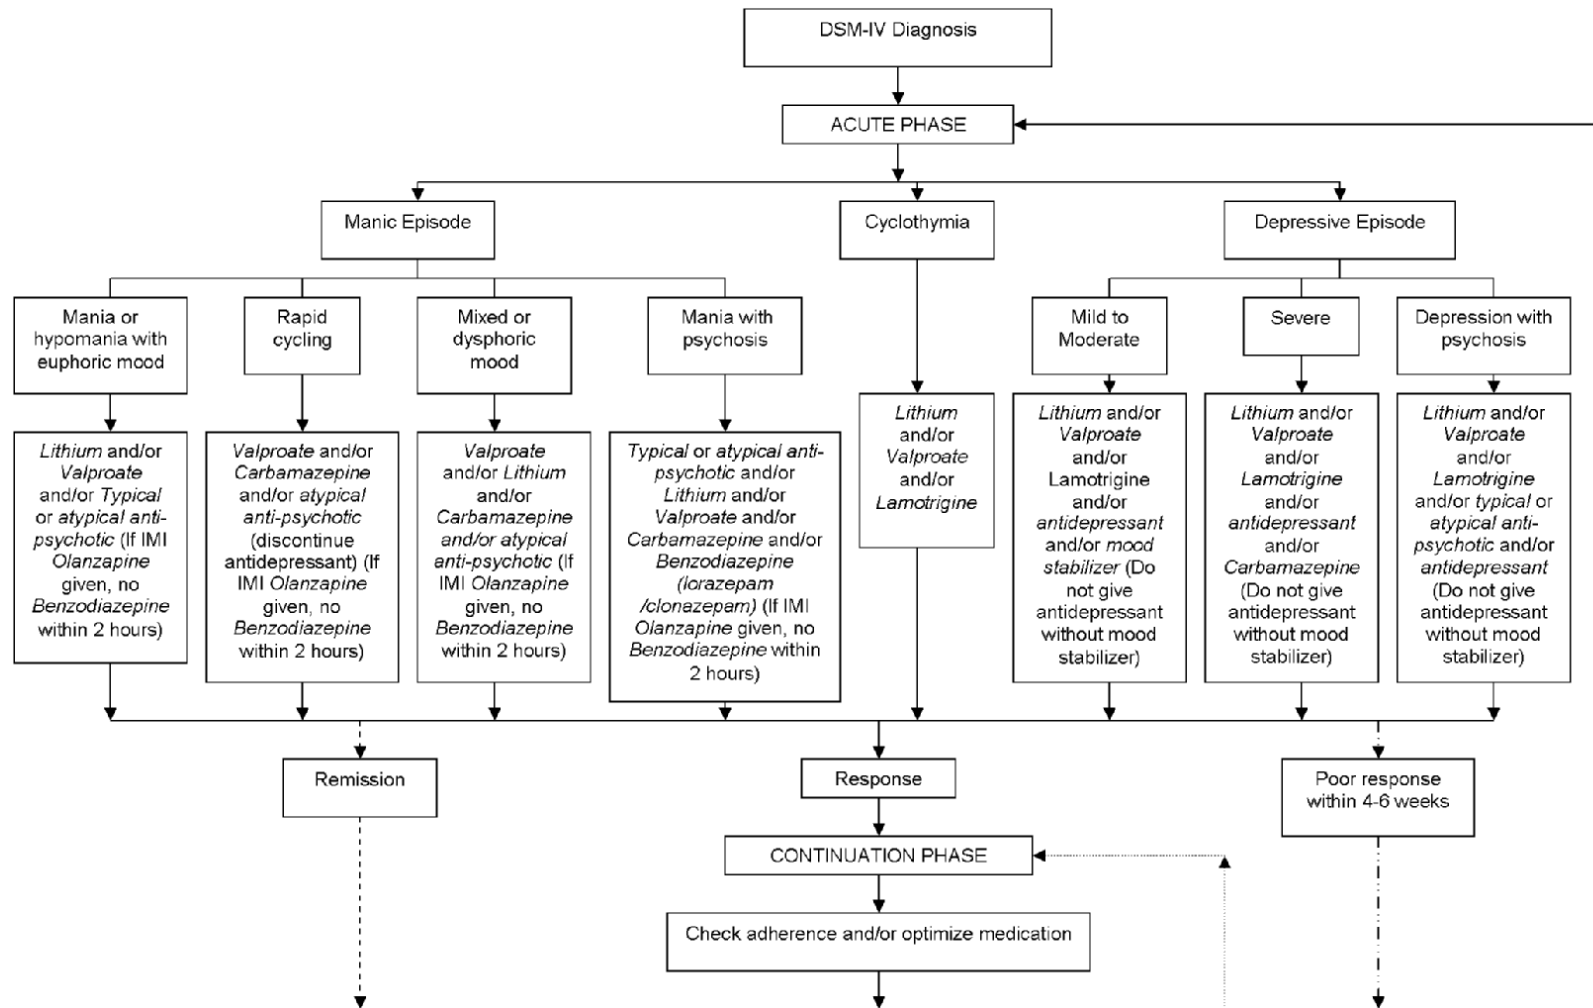 DSM-IV Diagnosis
ACUTE PHASE
Manic Episode
Cyclothymia
Depressive Episode
Mania or
hypomania with
euphoric mood
Rapid
cycling
Mixed or
dysphoric
mood
Mania with
psychosis
Mild to
Moderate
Severe
Depression with
psychosis
Lithium and/or
Valproate
and/or Typical
or atypical anti-
psychotic (If IMI
Olanzapine
given, no
Benzodiazepine
within 2 hours)
Valproate and/or
Carbamazepine
and/or atypical
anti-psychotic
(discontinue
antidepressant) (If
IMI Olanzapine
given, no
Benzodiazepine
within 2 hours)
Valproate
and/or Lithium
and/or
Carbamazepine
and/or atypical
anti-psychotic (If
IMI Olanzapine
given, no
Benzodiazepine
within 2 hours)
Typical or atypical anti-
psychotic and/or
Lithium and/or
Valproate and/or
Carbamazepine and/or
Benzodiazepine
(lorazepam
/clonazepam) (If IMI
Olanzapine given, no
Benzodiazepine within
2 hours)
Lithium
and/or
Valproate
and/or
Lamotrigine
Lithium and/or
Valproate
and/or
Lamotrigine
and/or
antidepressant
and/or mood
stabilizer (Do
not give
antidepressant
without mood
stabilizer)
Lithium and/or
Valproate
and/or
Lamotrigine
and/or
antidepressant
and/or
Carbamazepine
(Do not give
antidepressant
without mood
stabilizer)
Lithium and/or
Valproate
and/or
Lamotrigine
and/or typical or
atypical anti-
psychotic and/or
antidepressant
(Do not give
antidepressant
without mood
stabilizer)
Remission
Response
Poor response
within 4-6 weeks
CONTINUATION PHASE
Check adherence and/or optimize medication